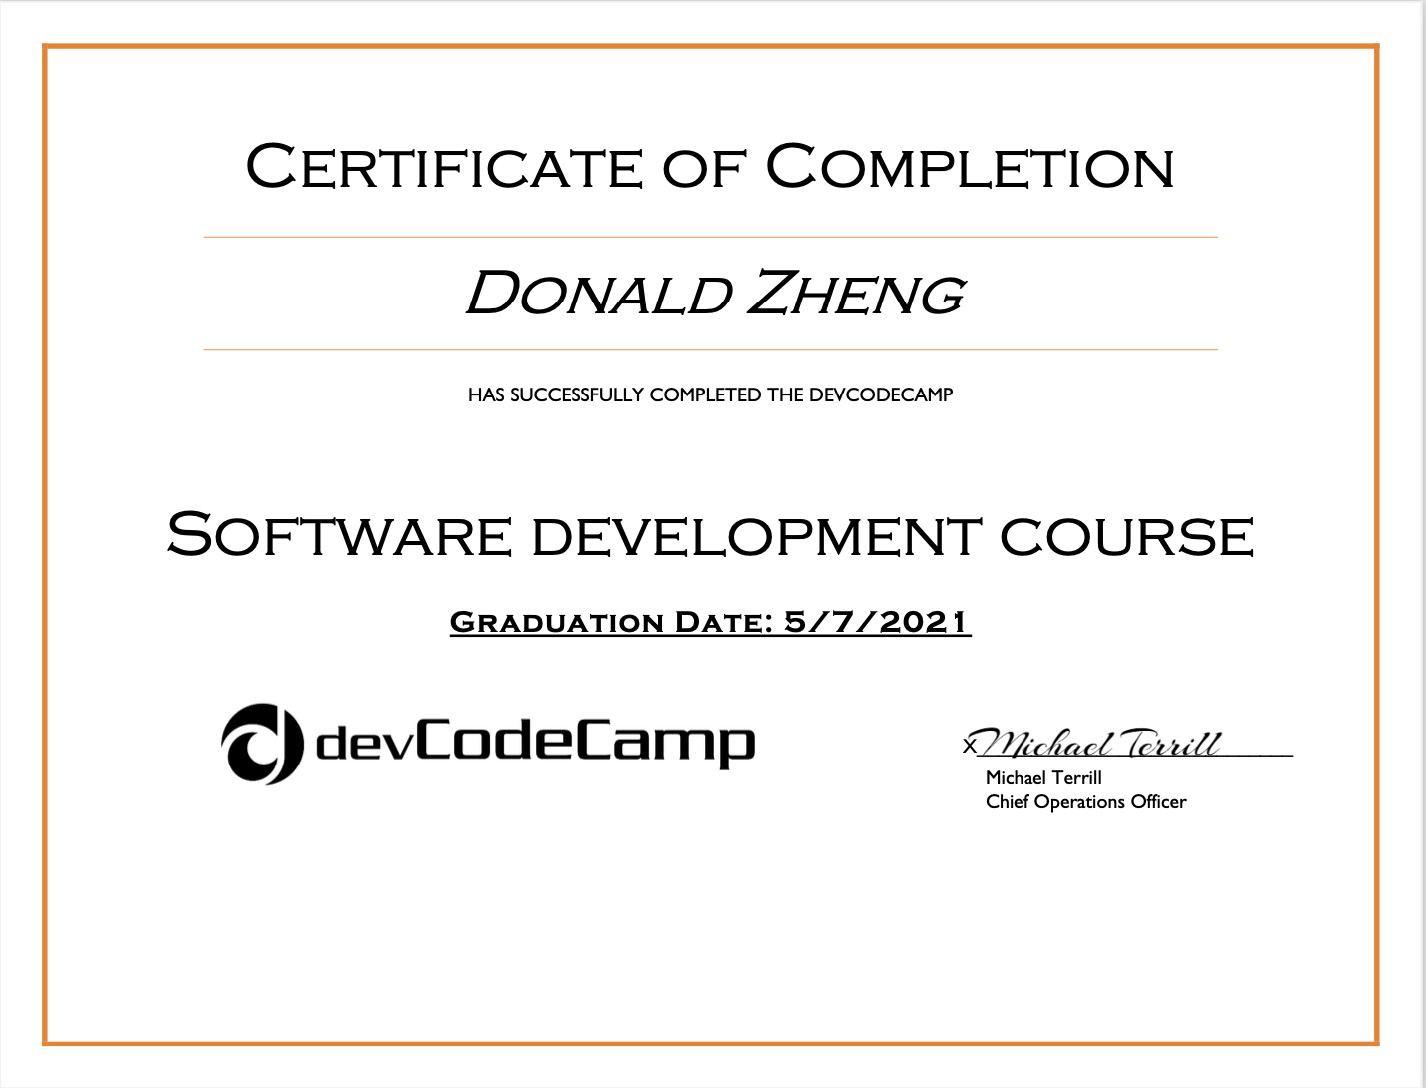 Certificate of Completion
Donald Zheng
HAS SUCCESSFULLY COMPLETED THE DEVCODECAMP
Software development course
Graduation Date: 5/7/2021
devCodeCamp
x Michael Terrill
Michael Terrill
Chief Operations Officer